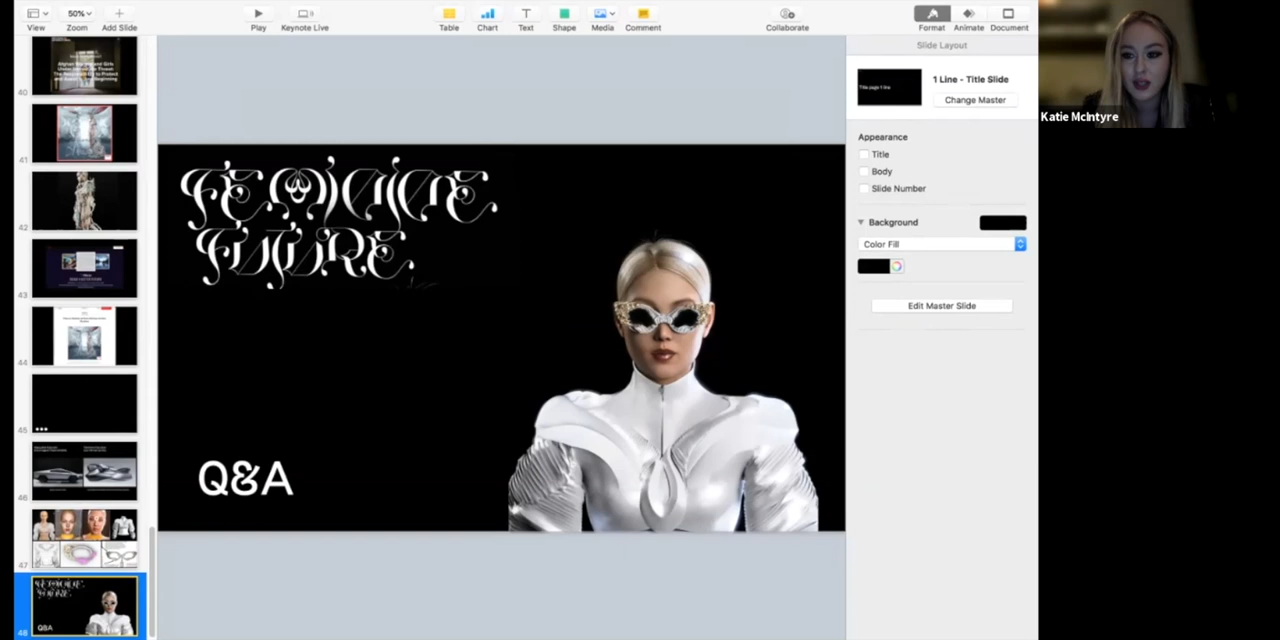 View
50%
Zoom
Add Slide
Play
Keynote Live
Table
Chart
Text
Shape
Media
Comment
Collaborate
Format
Animate
Document
40
41
42
43
44
45
46
47
48
FEMININE
FUTURE
Q&A
Slide Layout
1 Line - Title Slide
Change Master
Appearance
Title
Body
Slide Number
Background
Color Fill
Edit Master Slide
Katie McIntyre